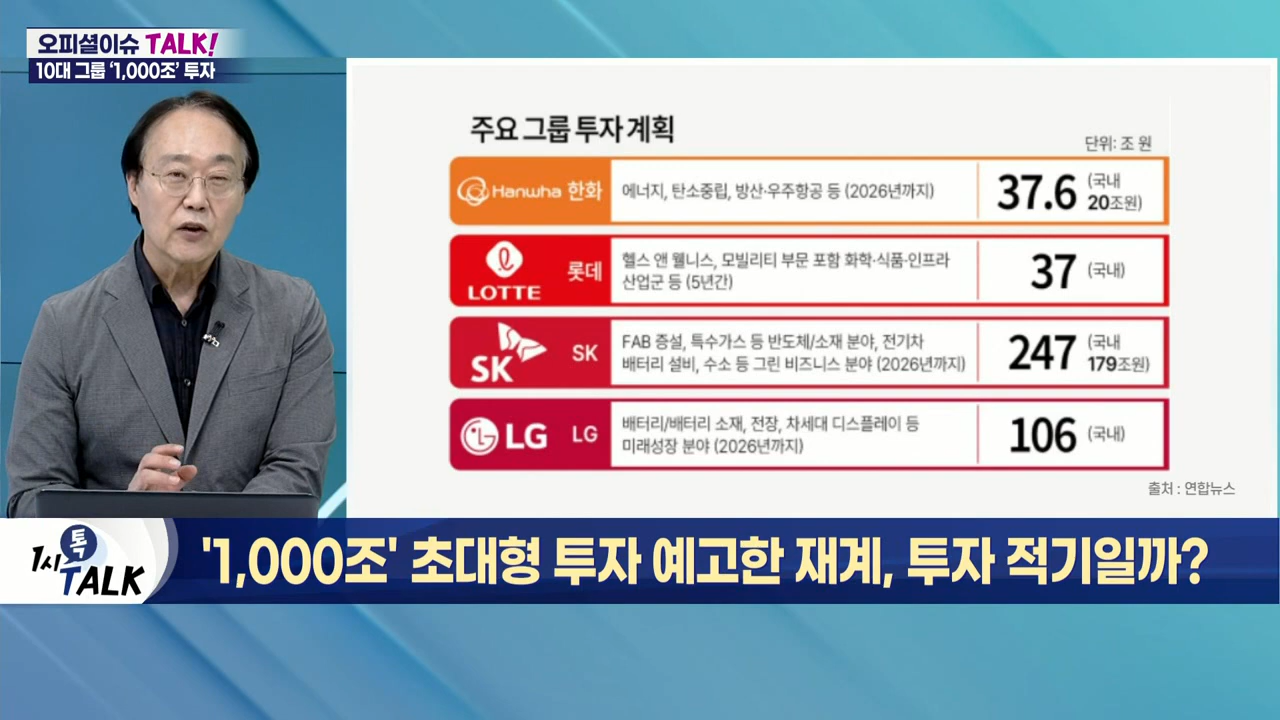 오피셜이슈 TALK!
10대 그룹 '1,000조' 투자
주요 그룹 투자 계획
단위: 조 원
Hanwha 한화
에너지, 탄소중립, 방산·우주항공 등 (2026년까지)
37.6 (국내
20조원)
LOTTE 롯데
헬스 앤 웰니스, 모빌리티 부문 포함 화학·식품·인프라
산업군 등 (5년간)
37 (국내)
SK SK
FAB 증설, 특수가스 등 반도체/소재 분야, 전기차
배터리 설비, 수소 등 그린 비즈니스 분야 (2026년까지)
247 (국내
179조원)
LG LG
배터리/배터리 소재, 전장, 차세대 디스플레이 등
미래성장 분야 (2026년까지)
106 (국내)
출처 : 연합뉴스
1시 톡 TALK
'1,000조' 초대형 투자 예고한 재계, 투자 적기일까?